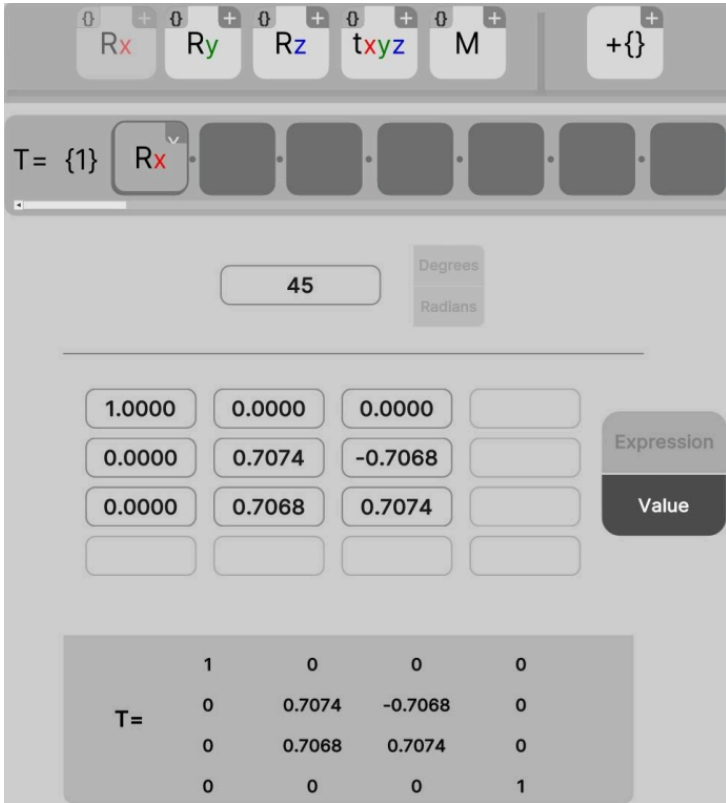 {} + {} + {} + {} + {} + +
Rx Ry Rz txyz M +{}
T= {1} Rx
45
Degrees
Radians
1.0000 0.0000 0.0000
0.0000 0.7074 -0.7068
0.0000 0.7068 0.7074
Expression
Value
1 0 0 0
0 0.7074 -0.7068 0
T=
0 0.7068 0.7074 0
0 0 0 1